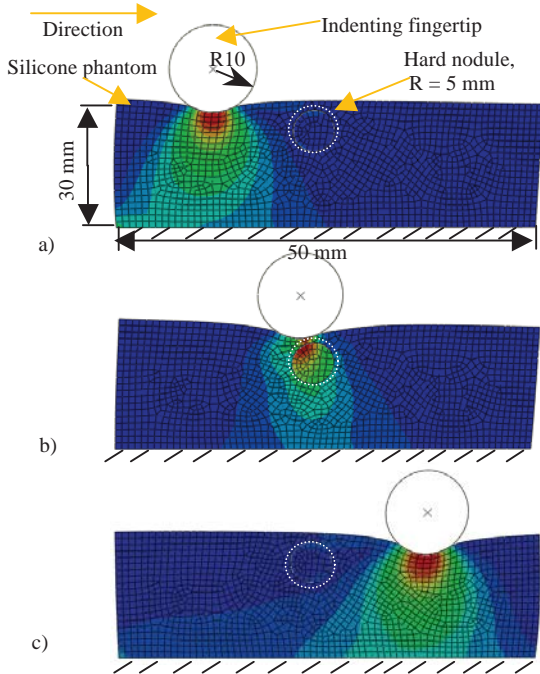 Direction
Indenting fingertip
R10
Hard nodule,
R = 5 mm
Silicone phantom
30 mm
a)
50 mm
b)
c)